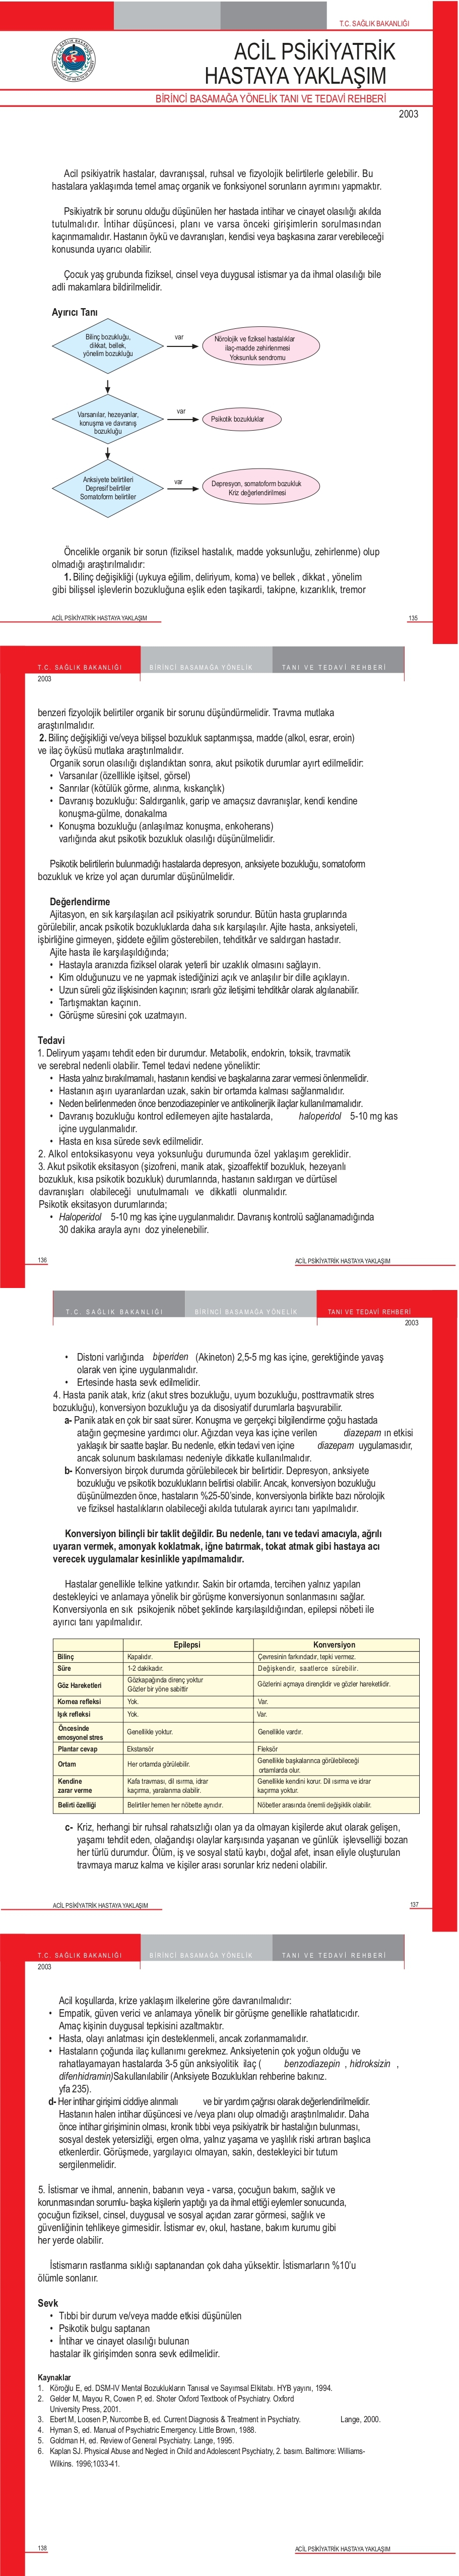 T.C. SAĞLIK BAKANLIĞI
ACİL PSİKİYATRİK
HASTAYA YAKLAŞIM
BİRİNCİ BASAMAĞA YÖNELİK TANI VE TEDAVİ REHBERİ
2003
Acil psikiyatrik hastalar, davranışsal, ruhsal ve fizyolojik belirtilerle gelebilir. Bu
hastalara yaklaşımda temel amaç organik ve fonksiyonel sorunların ayrımını yapmaktır.
Psikiyatrik bir sorunu olduğu düşünülen her hastada intihar ve cinayet olasılığı akılda
tutulmalıdır. İntihar düşüncesi, planı ve varsa önceki girişimlerin sorulmasından
kaçınmamalıdır. Hastanın öykü ve davranışları, kendisi veya başkasına zarar verebileceği
konusunda uyarıcı olabilir.
Çocuk yaş grubunda fiziksel, cinsel veya duygusal istismar ya da ihmal olasılığı bile
adli makamlara bildirilmelidir.
Ayırıcı Tanı
Bilinç bozukluğu,
dikkat, bellek,
yönelim bozukluğu
var
Nörolojik ve fiziksel hastalıklar
ilaç-madde zehirlenmesi
Yoksunluk sendromu
Varsanılar, hezeyanlar,
konuşma ve davranış
bozukluğu
var
Psikotik bozukluklar
Anksiyete belirtileri
Depresif belirtiler
Somatoform belirtiler
var
Depresyon, somatoform bozukluk
Kriz değerlendirilmesi
Öncelikle organik bir sorun (fiziksel hastalık, madde yoksunluğu, zehirlenme) olup
olmadığı araştırılmalıdır:
1. Bilinç değişikliği (uykuya eğilim, deliryum, koma) ve bellek , dikkat , yönelim
gibi bilişsel işlevlerin bozukluğuna eşlik eden taşikardi, takipne, kızarıklık, tremor
ACİL PSİKİYATRİK HASTAYA YAKLAŞIM
135
T.C. SAĞLIK BAKANLIĞI BİRİNCİ BASAMAĞA YÖNELİK TANI VE TEDAVİ REHBERİ
2003
benzeri fizyolojik belirtiler organik bir sorunu düşündürmelidir. Travma mutlaka
araştırılmalıdır.
2. Bilinç değişikliği ve/veya bilişsel bozukluk saptanmışsa, madde (alkol, esrar, eroin)
ve ilaç öyküsü mutlaka araştırılmalıdır.
Organik sorun olasılığı dışlandıktan sonra, akut psikotik durumlar ayırt edilmelidir:
• Varsanılar (özelllikle işitsel, görsel)
• Sanrılar (kötülük görme, alınma, kıskançlık)
• Davranış bozukluğu: Saldırganlık, garip ve amaçsız davranışlar, kendi kendine
konuşma-gülme, donakalma
• Konuşma bozukluğu (anlaşılmaz konuşma, enkoherans)
varlığında akut psikotik bozukluk olasılığı düşünülmelidir.
Psikotik belirtilerin bulunmadığı hastalarda depresyon, anksiyete bozukluğu, somatoform
bozukluk ve krize yol açan durumlar düşünülmelidir.
Değerlendirme
Ajitasyon, en sık karşılaşılan acil psikiyatrik sorundur. Bütün hasta gruplarında
görülebilir, ancak psikotik bozukluklarda daha sık karşılaşılır. Ajite hasta, anksiyeteli,
işbirliğine girmeyen, şiddete eğilim gösterebilen, tehditkâr ve saldırgan hastadır.
Ajite hasta ile karşılaşıldığında;
• Hastayla aranızda fiziksel olarak yeterli bir uzaklık olmasını sağlayın.
• Kim olduğunuzu ve ne yapmak istediğinizi açık ve anlaşılır bir dille açıklayın.
• Uzun süreli göz ilişkisinden kaçının; ısrarlı göz iletişimi tehditkâr olarak algılanabilir.
• Tartışmaktan kaçının.
• Görüşme süresini çok uzatmayın.
Tedavi
1. Deliryum yaşamı tehdit eden bir durumdur. Metabolik, endokrin, toksik, travmatik
ve serebral nedenli olabilir. Temel tedavi nedene yöneliktir:
• Hasta yalnız bırakılmamalı, hastanın kendisi ve başkalarına zarar vermesi önlenmelidir.
• Hastanın aşırı uyaranlardan uzak, sakin bir ortamda kalması sağlanmalıdır.
• Neden belirlenmeden önce benzodiazepinler ve antikolinerjik ilaçlar kullanılmamalıdır.
• Davranış bozukluğu kontrol edilemeyen ajite hastalarda, haloperidol 5-10 mg kas
içine uygulanmalıdır.
• Hasta en kısa sürede sevk edilmelidir.
2. Alkol entoksikasyonu veya yoksunluğu durumunda özel yaklaşım gereklidir.
3. Akut psikotik eksitasyon (şizofreni, manik atak, şizoaffektif bozukluk, hezeyanlı
bozukluk, kısa psikotik bozukluk) durumlarında, hastanın saldırgan ve dürtüsel
davranışları olabileceği unutulmamalı ve dikkatli olunmalıdır.
Psikotik eksitasyon durumlarında;
• Haloperidol 5-10 mg kas içine uygulanmalıdır. Davranış kontrolü sağlanamadığında
30 dakika arayla aynı doz yinelenebilir.
136
ACİL PSİKİYATRİK HASTAYA YAKLAŞIM
T.C. SAĞLIK BAKANLIĞI BİRİNCİ BASAMAĞA YÖNELİK TANI VE TEDAVİ REHBERİ
2003
• Distoni varlığında biperiden (Akineton) 2,5-5 mg kas içine, gerektiğinde yavaş
olarak ven içine uygulanmalıdır.
• Ertesinde hasta sevk edilmelidir.
4. Hasta panik atak, kriz (akut stres bozukluğu, uyum bozukluğu, posttravmatik stres
bozukluğu), konversiyon bozukluğu ya da disosiyatif durumlarla başvurabilir.
a- Panik atak en çok bir saat sürer. Konuşma ve gerçekçi bilgilendirme çoğu hastada
atağın geçmesine yardımcı olur. Ağızdan veya kas içine verilen diazepam ın etkisi
yaklaşık bir saatte başlar. Bu nedenle, etkin tedavi ven içine diazepam uygulamasıdır,
ancak solunum baskılaması nedeniyle dikkatle kullanılmalıdır.
b- Konversiyon birçok durumda görülebilecek bir belirtidir. Depresyon, anksiyete
bozukluğu ve psikotik bozuklukların belirtisi olabilir. Ancak, konversiyon bozukluğu
düşünülmezden önce, hastaların %25-50'sinde, konversiyonla birlikte bazı nörolojik
ve fiziksel hastalıkların olabileceği akılda tutularak ayırıcı tanı yapılmalıdır.
Konversiyon bilinçli bir taklit değildir. Bu nedenle, tanı ve tedavi amacıyla, ağrılı
uyaran vermek, amonyak koklatmak, iğne batırmak, tokat atmak gibi hastaya acı
verecek uygulamalar kesinlikle yapılmamalıdır.
Hastalar genellikle telkine yatkındır. Sakin bir ortamda, tercihen yalnız yapılan
destekleyici ve anlamaya yönelik bir görüşme konversiyonun sonlanmasını sağlar.
Konversiyonla en sık psikojenik nöbet şeklinde karşılaşıldığından, epilepsi nöbeti ile
ayırıcı tanı yapılmalıdır.
Epilepsi Konversiyon
Bilinç Kapalıdır. Çevresinin farkındadır, tepki vermez.
Süre 1-2 dakikadır. Değişkendir, saatlerce sürebilir.
Göz Hareketleri Gözkapağında direnç yoktur
Gözler bir yöne sabittir Gözlerini açmaya dirençlidir ve gözler hareketlidir.
Kornea refleksi Yok. Var.
Işık refleksi Yok. Var.
Öncesinde
emosyonel stres Genellikle yoktur. Genellikle vardır.
Plantar cevap Ekstansör Fleksör
Ortam Her ortamda görülebilir. Genellikle başkalarınca görülebileceği
ortamlarda olur.
Kendine
zarar verme Kafa travması, dil ısırma, idrar
kaçırma, yaralanma olabilir. Genellikle kendini korur. Dil ısırma ve idrar
kaçırma yoktur.
Belirti özelliği Belirtiler hemen her nöbette aynıdır. Nöbetler arasında önemli değişiklik olabilir.
c- Kriz, herhangi bir ruhsal rahatsızlığı olan ya da olmayan kişilerde akut olarak gelişen,
yaşamı tehdit eden, olağandışı olaylar karşısında yaşanan ve günlük işlevselliği bozan
her türlü durumdur. Ölüm, iş ve sosyal statü kaybı, doğal afet, insan eliyle oluşturulan
travmaya maruz kalma ve kişiler arası sorunlar kriz nedeni olabilir.
ACİL PSİKİYATRİK HASTAYA YAKLAŞIM
137
T.C. SAĞLIK BAKANLIĞI BİRİNCİ BASAMAĞA YÖNELİK TANI VE TEDAVİ REHBERİ
2003
Acil koşullarda, krize yaklaşım ilkelerine göre davranılmalıdır:
• Empatik, güven verici ve anlamaya yönelik bir görüşme genellikle rahatlatıcıdır.
Amaç kişinin duygusal tepkisini azaltmaktır.
• Hasta, olayı anlatması için desteklenmeli, ancak zorlanmamalıdır.
• Hastaların çoğunda ilaç kullanımı gerekmez. Anksiyetenin çok yoğun olduğu ve
rahatlayamayan hastalarda 3-5 gün anksiyolitik ilaç ( benzodiazepin , hidroksizin ,
difenhidramin)Sakullanılabilir (Anksiyete Bozuklukları rehberine bakınız.
yfa 235).
d- Her intihar girişimi ciddiye alınmalı ve bir yardım çağrısı olarak değerlendirilmelidir.
Hastanın halen intihar düşüncesi ve /veya planı olup olmadığı araştırılmalıdır. Daha
önce intihar girişiminin olması, kronik tıbbi veya psikiyatrik bir hastalığın bulunması,
sosyal destek yetersizliği, ergen olma, yalnız yaşama ve yaşlılık riski artıran başlıca
etkenlerdir. Görüşmede, yargılayıcı olmayan, sakin, destekleyici bir tutum
sergilenmelidir.
5. İstismar ve ihmal, annenin, babanın veya - varsa, çocuğun bakım, sağlık ve
korunmasından sorumlu- başka kişilerin yaptığı ya da ihmal ettiği eylemler sonucunda,
çocuğun fiziksel, cinsel, duygusal ve sosyal açıdan zarar görmesi, sağlık ve
güvenliğinin tehlikeye girmesidir. İstismar ev, okul, hastane, bakım kurumu gibi
her yerde olabilir.
İstismarın rastlanma sıklığı saptanandan çok daha yüksektir. İstismarların %10'u
ölümle sonlanır.
Sevk
• Tıbbi bir durum ve/veya madde etkisi düşünülen
• Psikotik bulgu saptanan
• İntihar ve cinayet olasılığı bulunan
hastalar ilk girişimden sonra sevk edilmelidir.
Kaynaklar
1. Köroğlu E, ed. DSM-IV Mental Bozuklukların Tanısal ve Sayımsal Elkitabı. HYB yayını, 1994.
2. Gelder M, Mayou R, Cowen P, ed. Shoter Oxford Textbook of Psychiatry. Oxford
University Press, 2001.
3. Ebert M, Loosen P, Nurcombe B, ed. Current Diagnosis & Treatment in Psychiatry. Lange, 2000.
4. Hyman S, ed. Manual of Psychiatric Emergency. Little Brown, 1988.
5. Goldman H, ed. Review of General Psychiatry. Lange, 1995.
6. Kaplan SJ. Physical Abuse and Neglect in Child and Adolescent Psychiatry, 2. basım. Baltimore: Williams-
Wilkins. 1996;1033-41.
138
ACİL PSİKİYATRİK HASTAYA YAKLAŞIM